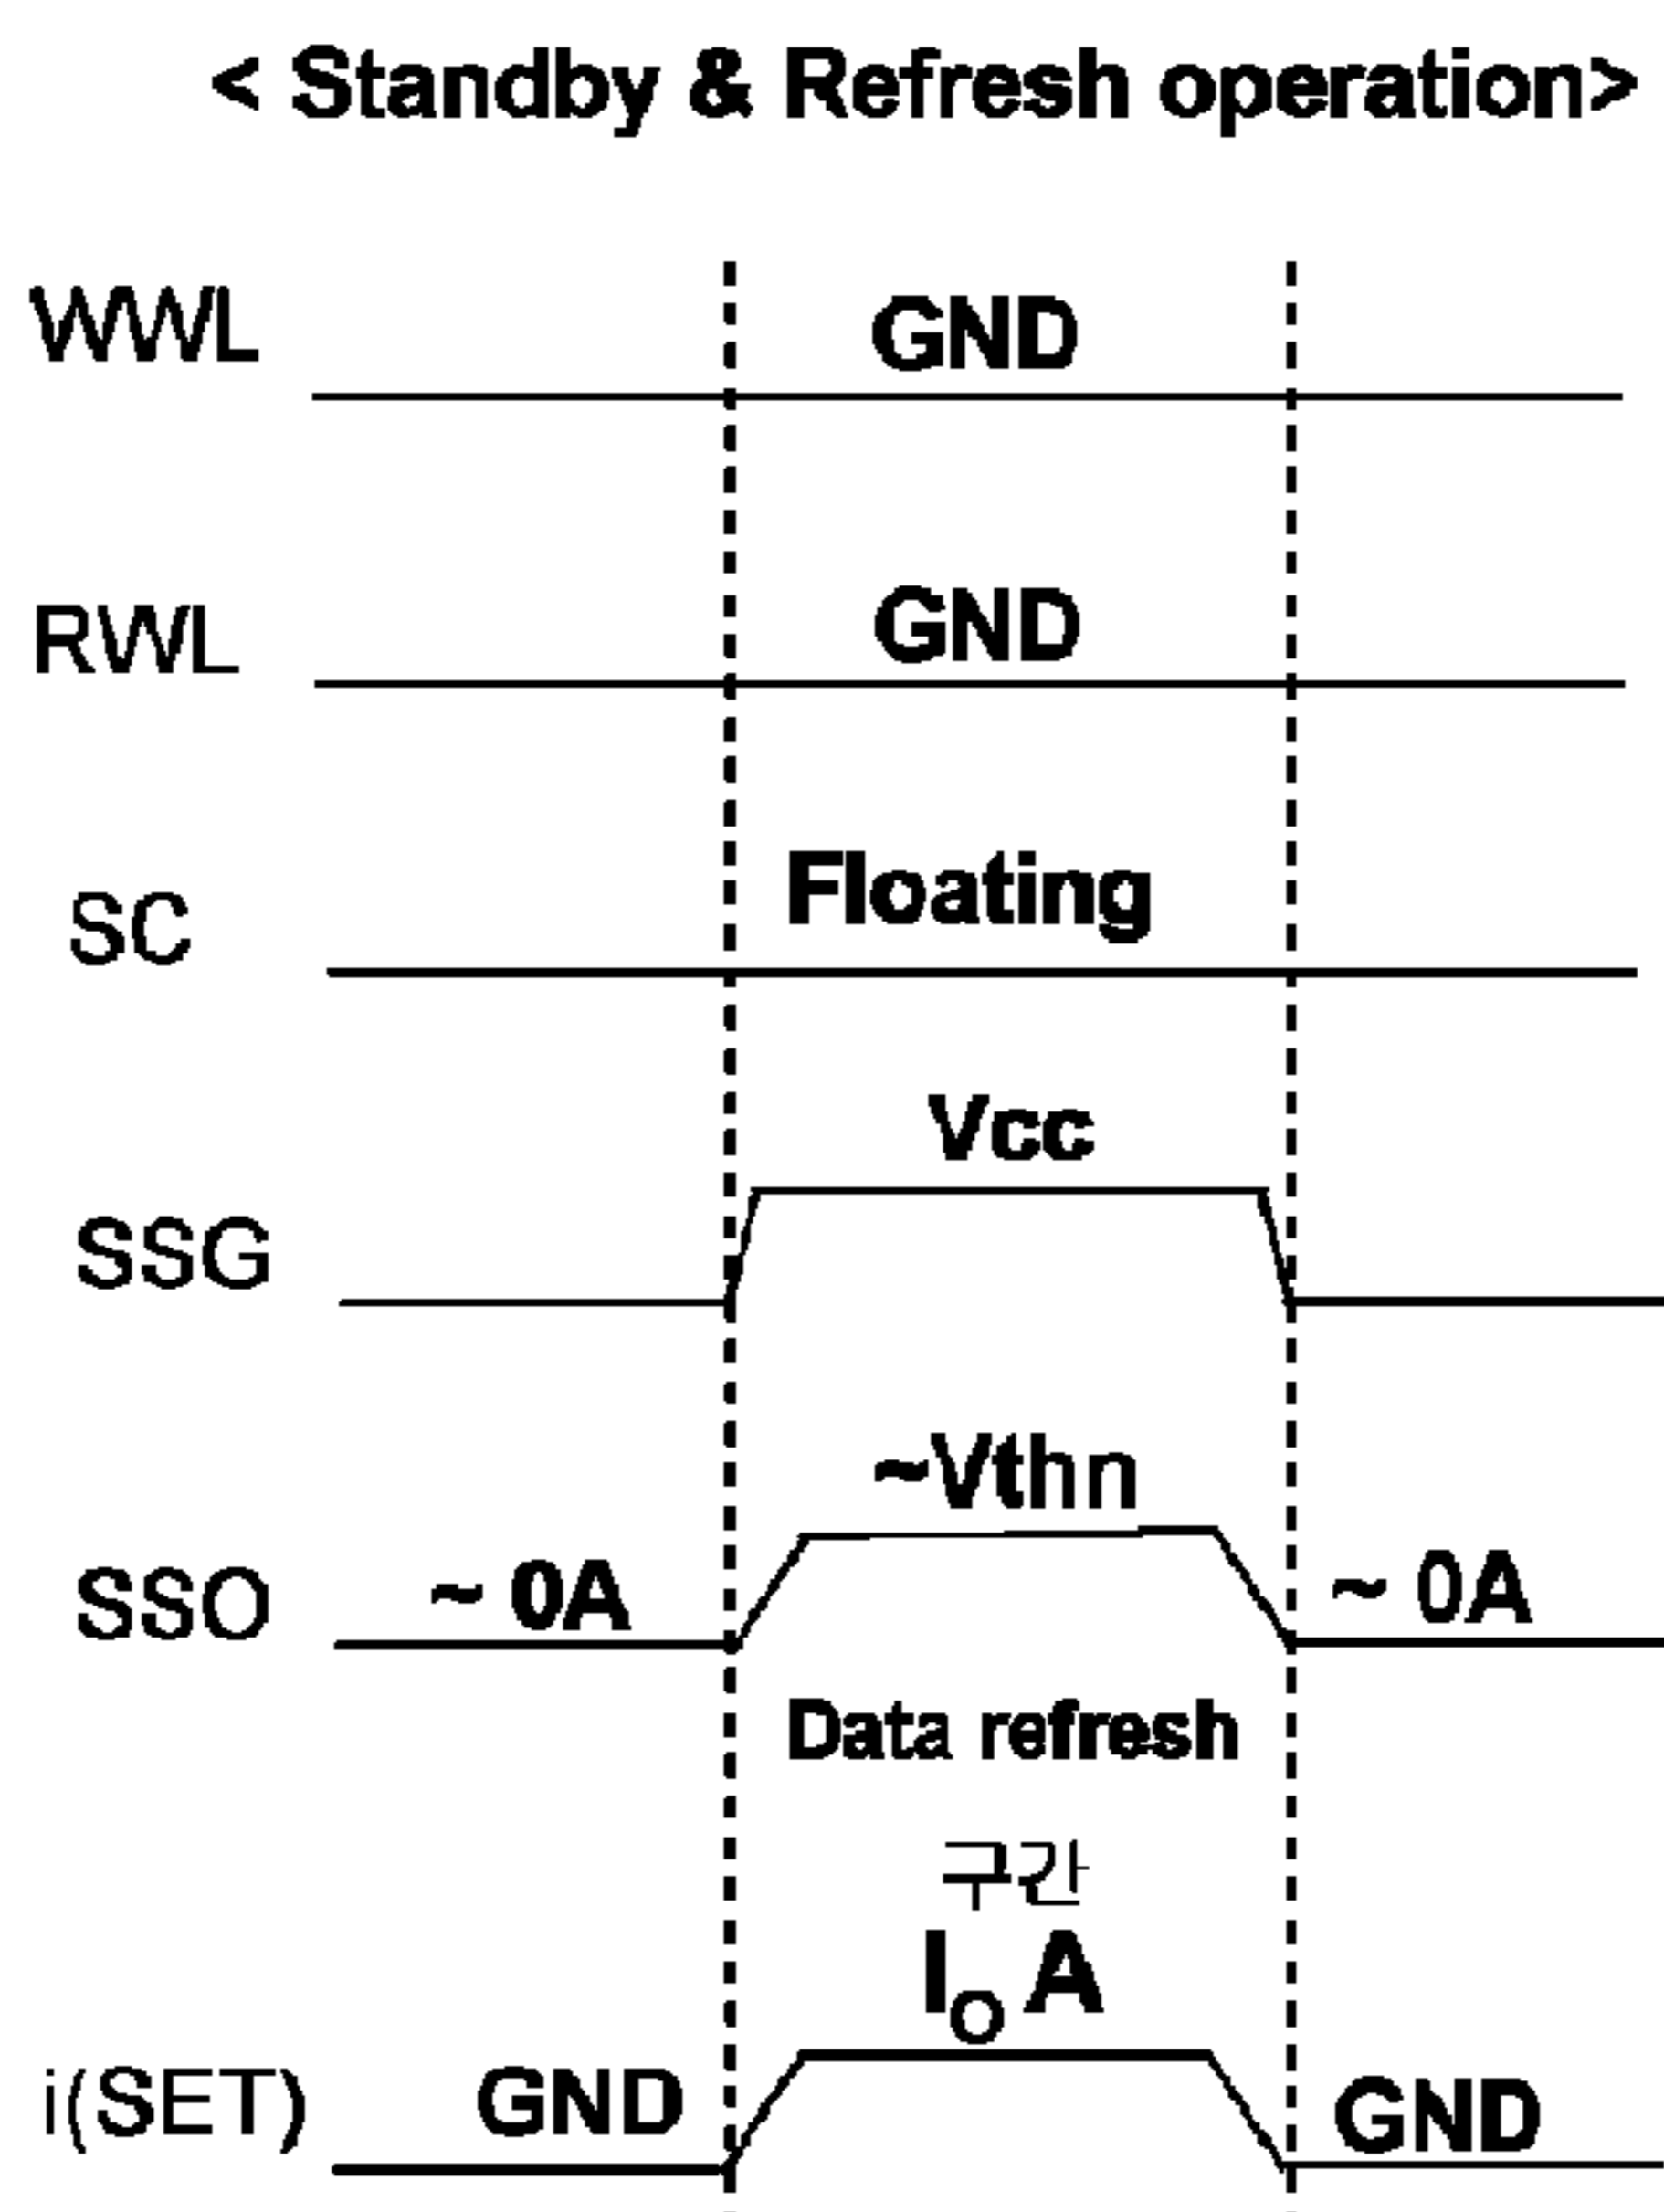 < Standby & Refresh operation>
WWL GND
RWL GND
SC Floating
SSG Vcc
SSO ~ 0A ~Vthn ~ 0A
Data refresh
구간
I₀ A
i(SET) GND GND